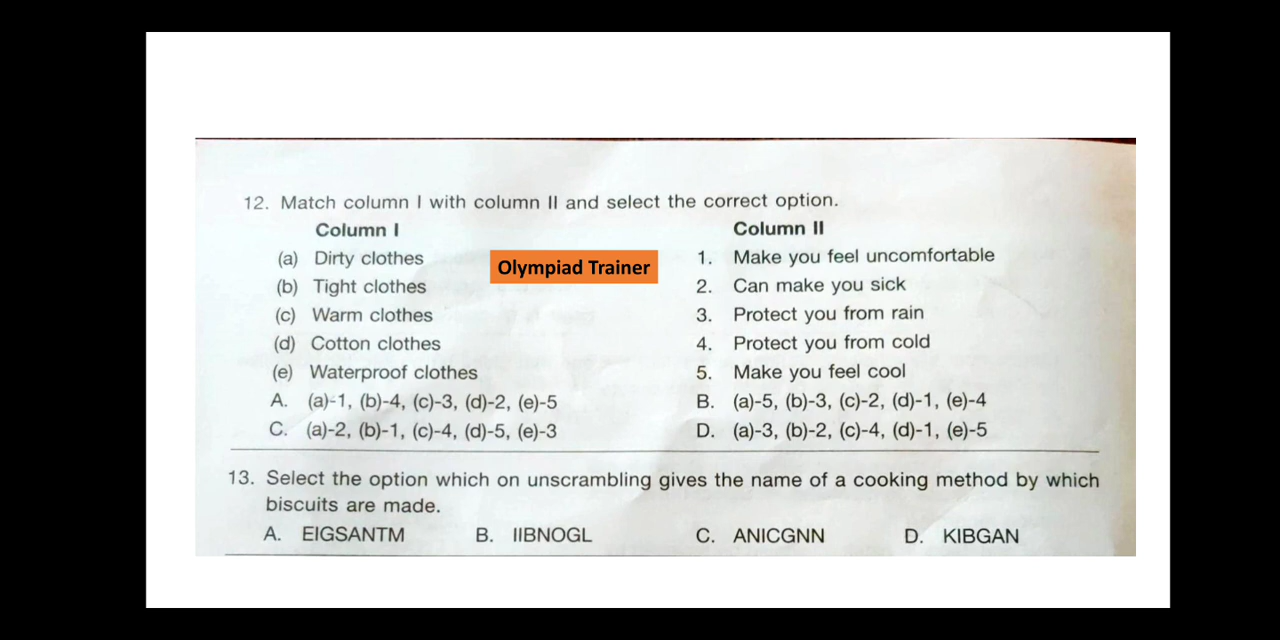 12. Match column I with column II and select the correct option.
Column I Column II
(a) Dirty clothes 1. Make you feel uncomfortable
Olympiad Trainer
(b) Tight clothes 2. Can make you sick
(c) Warm clothes 3. Protect you from rain
(d) Cotton clothes 4. Protect you from cold
(e) Waterproof clothes 5. Make you feel cool
A. (a)-1, (b)-4, (c)-3, (d)-2, (e)-5 B. (a)-5, (b)-3, (c)-2, (d)-1, (e)-4
C. (a)-2, (b)-1, (c)-4, (d)-5, (e)-3 D. (a)-3, (b)-2, (c)-4, (d)-1, (e)-5
13. Select the option which on unscrambling gives the name of a cooking method by which
biscuits are made.
A. EIGSANTM B. IIBNOGL C. ANICGNN D. KIBGAN